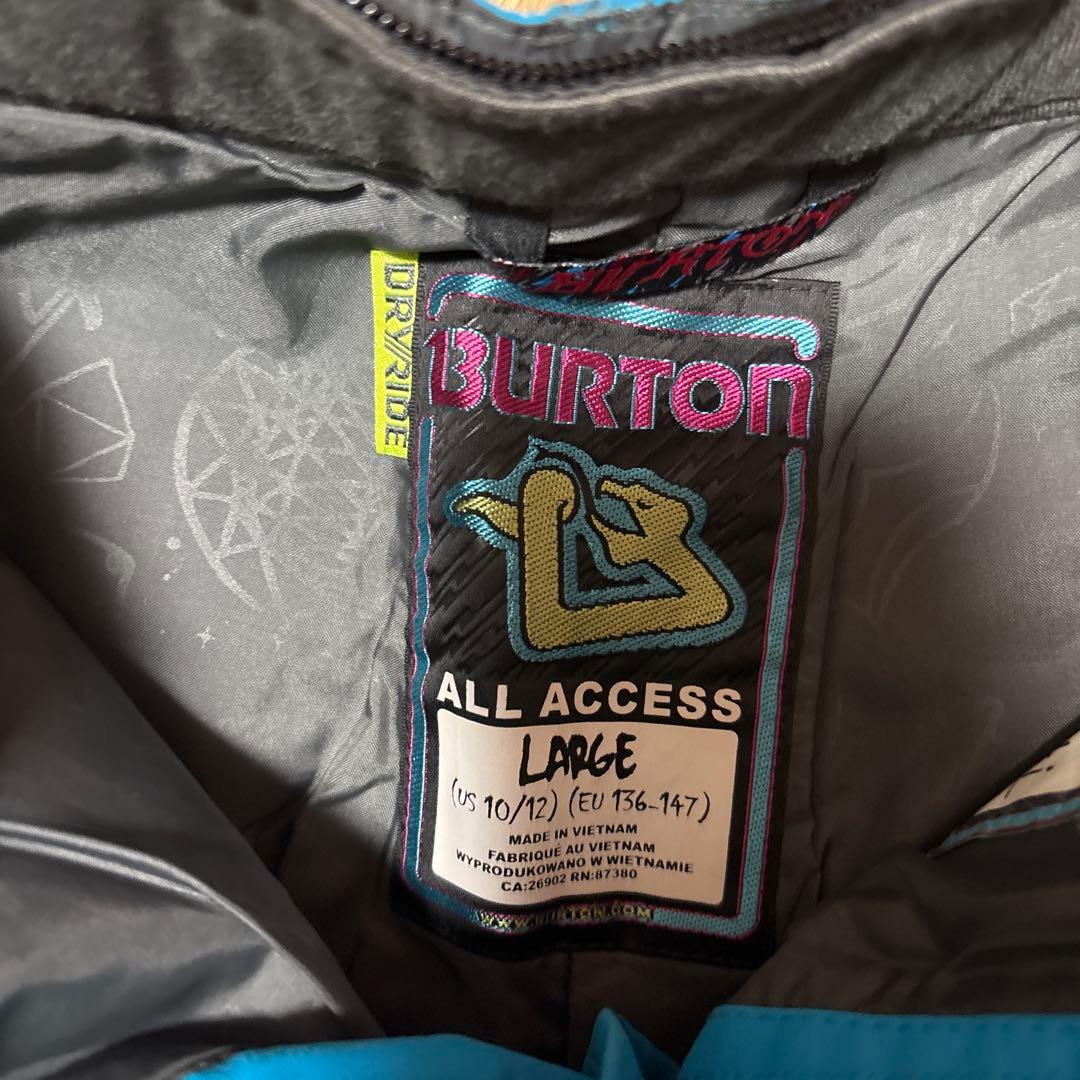 BURTON
DRY//RIDE
BURTON
ALL ACCESS
LARGE
(US 10/12) (EU 136-147)
MADE IN VIETNAM
FABRIQUÉ AU VIETNAM
WYPRODUKOWANO W WIETNAMIE
CA:26902 RN:87380
WWW.BURTON.COM